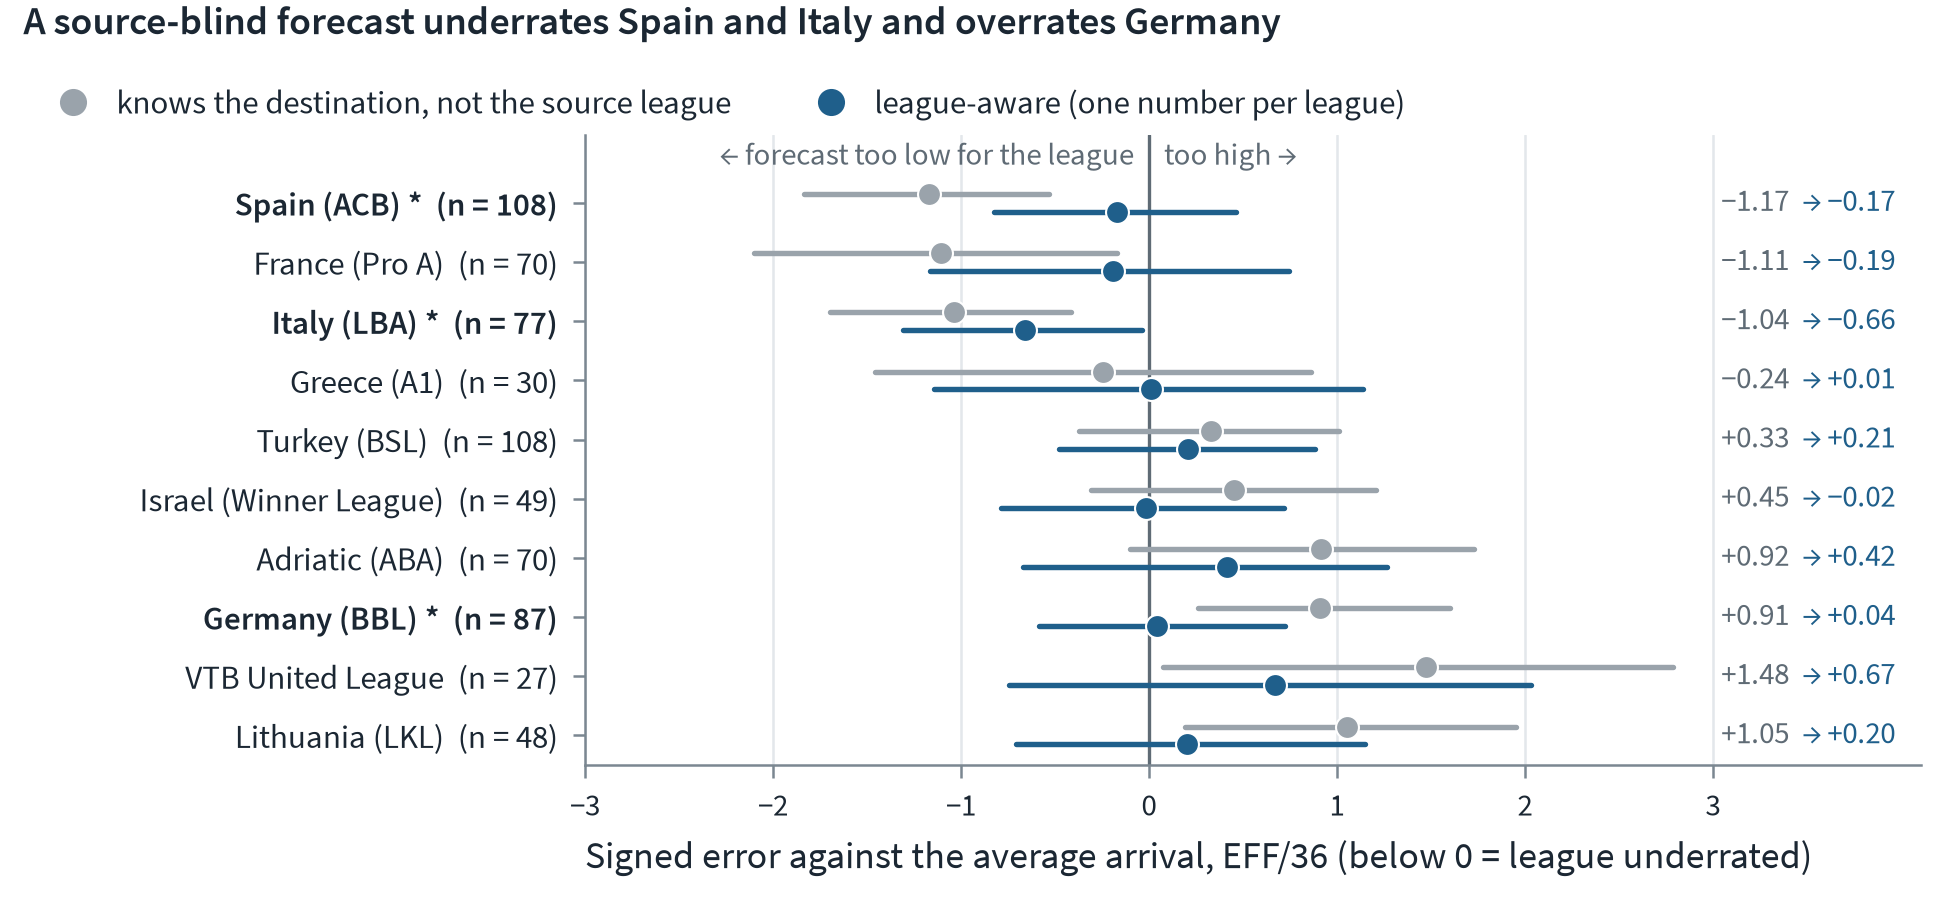 A source-blind forecast underrates Spain and Italy and overrates Germany
knows the destination, not the source league
league-aware (one number per league)
← forecast too low for the league
too high →
Spain (ACB) * (n = 108)
−1.17 → −0.17
France (Pro A) (n = 70)
−1.11 → −0.19
Italy (LBA) * (n = 77)
−1.04 → −0.66
Greece (A1) (n = 30)
−0.24 → +0.01
Turkey (BSL) (n = 108)
+0.33 → +0.21
Israel (Winner League) (n = 49)
+0.45 → −0.02
Adriatic (ABA) (n = 70)
+0.92 → +0.42
Germany (BBL) * (n = 87)
+0.91 → +0.04
VTB United League (n = 27)
+1.48 → +0.67
Lithuania (LKL) (n = 48)
+1.05 → +0.20
−3 −2 −1 0 1 2 3
Signed error against the average arrival, EFF/36 (below 0 = league underrated)